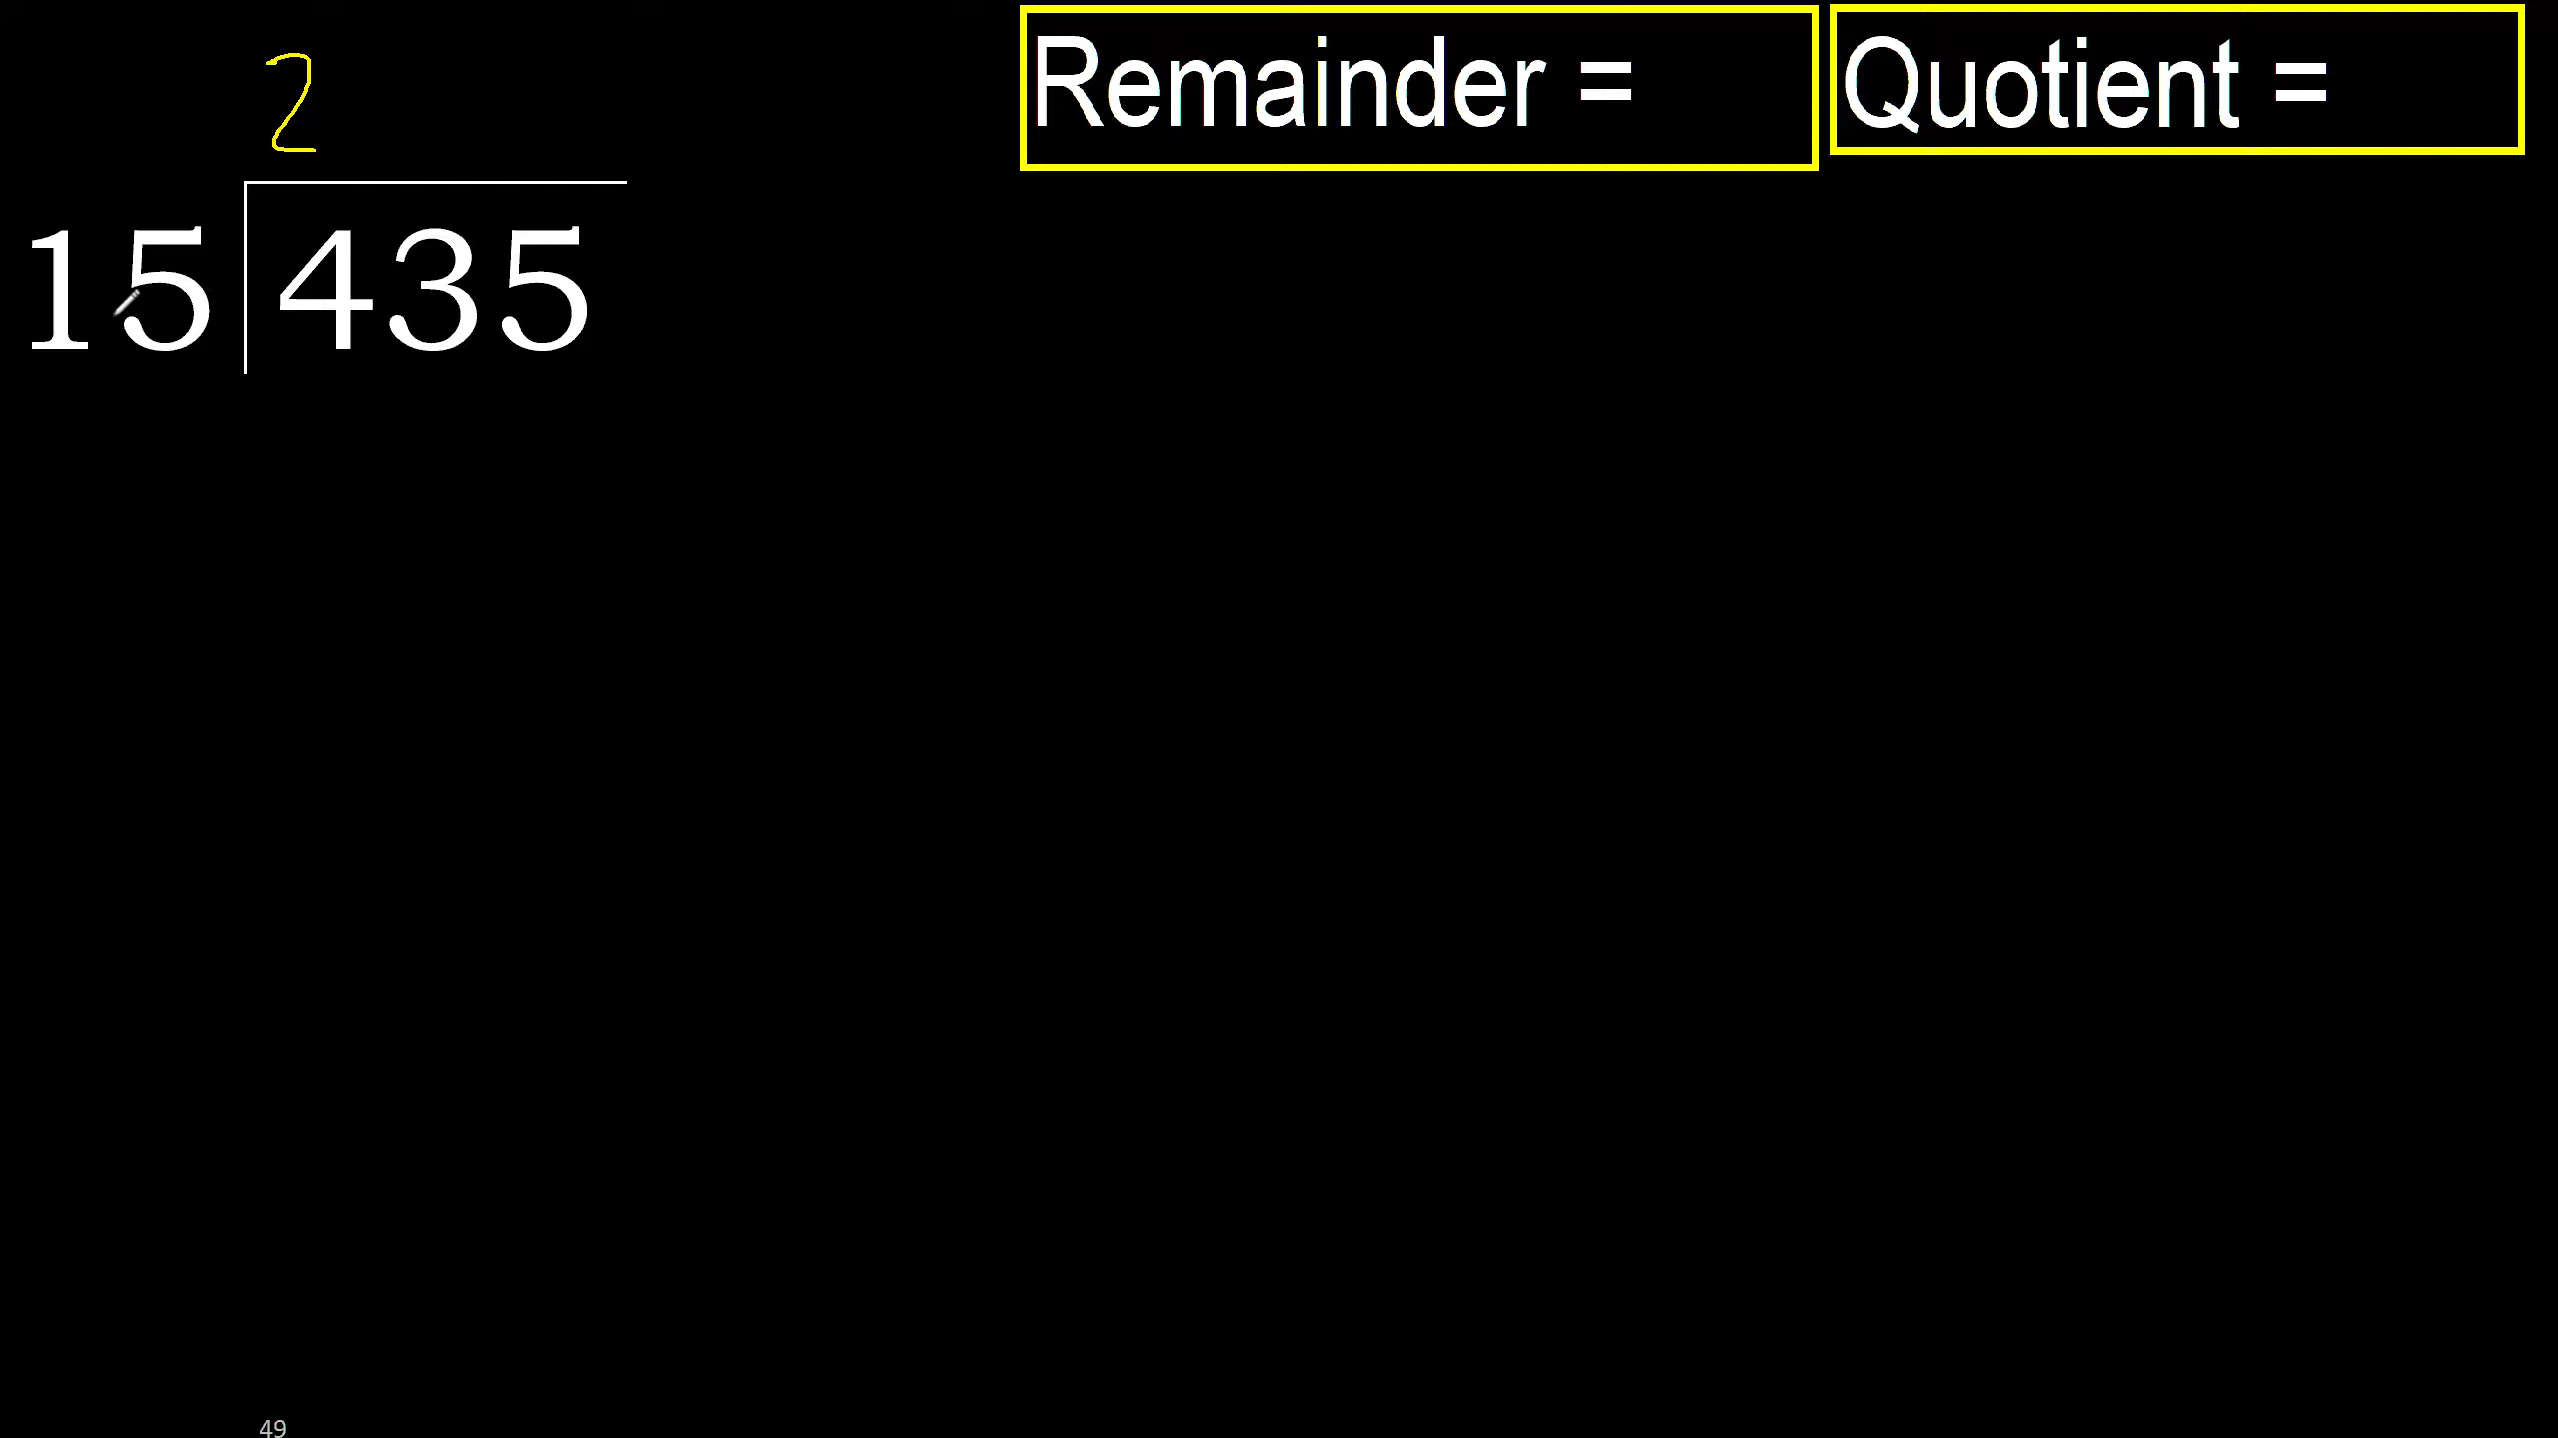 2
15 435
Remainder =
Quotient =
49